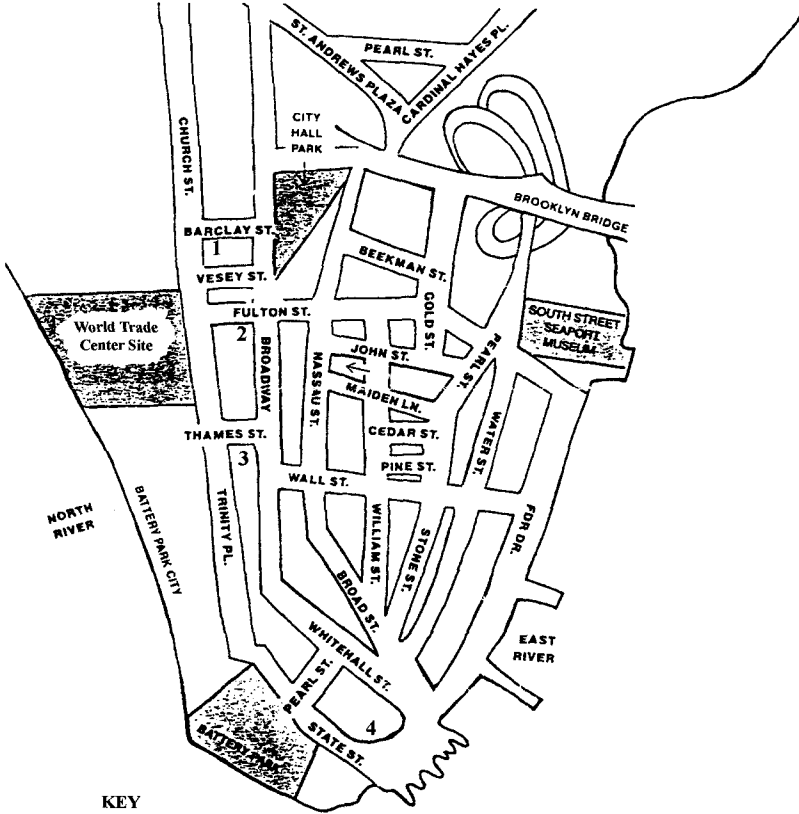 ST. ANDREWS PLAZA
PEARL ST.
CARDINAL HAYES PL.
CITY
HALL
PARK
CHURCH ST.
BROOKLYN BRIDGE
BARCLAY ST.
1
VESEY ST.
BEEKMAN ST.
World Trade
Center Site
FULTON ST.
2
GOLD ST.
SOUTH STREET
SEAPORT
MUSEUM
BROADWAY
NASSAU ST.
JOHN ST.
PEARL ST.
MAIDEN LN.
THAMES ST.
3
CEDAR ST.
WATER ST.
PINE ST.
WALL ST.
NORTH
RIVER
BATTERY PARK CITY
TRINITY PL.
WILLIAM ST.
STONE ST.
FDR DR.
BROAD ST.
WHITEHALL ST.
EAST
RIVER
PEARL ST.
4
STATE ST.
BATTERY PARK
KEY